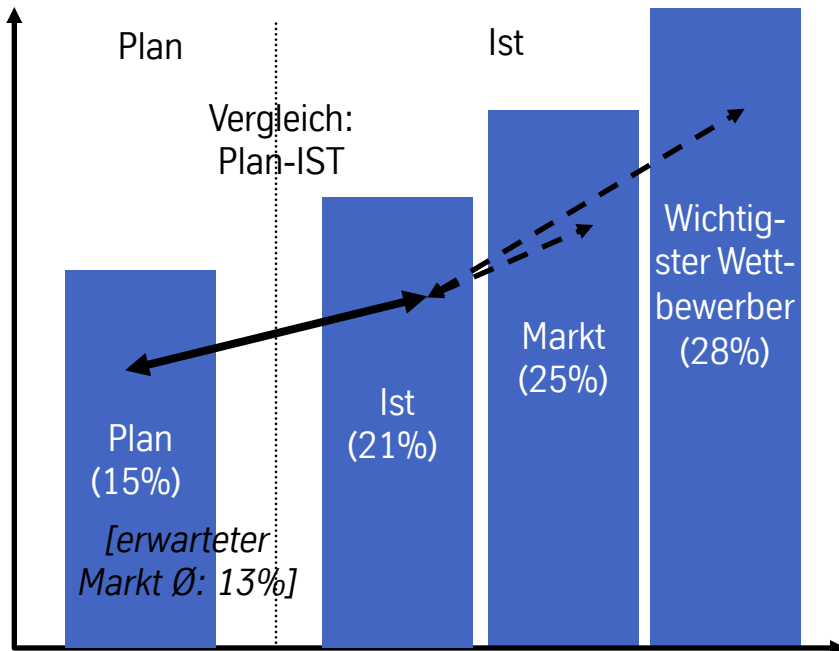 Plan
Ist
Vergleich:
Plan-IST
Plan
(15%)
[erwarteter
Markt Ø: 13%]
Ist
(21%)
Markt
(25%)
Wichtig-
ster Wett-
bewerber
(28%)